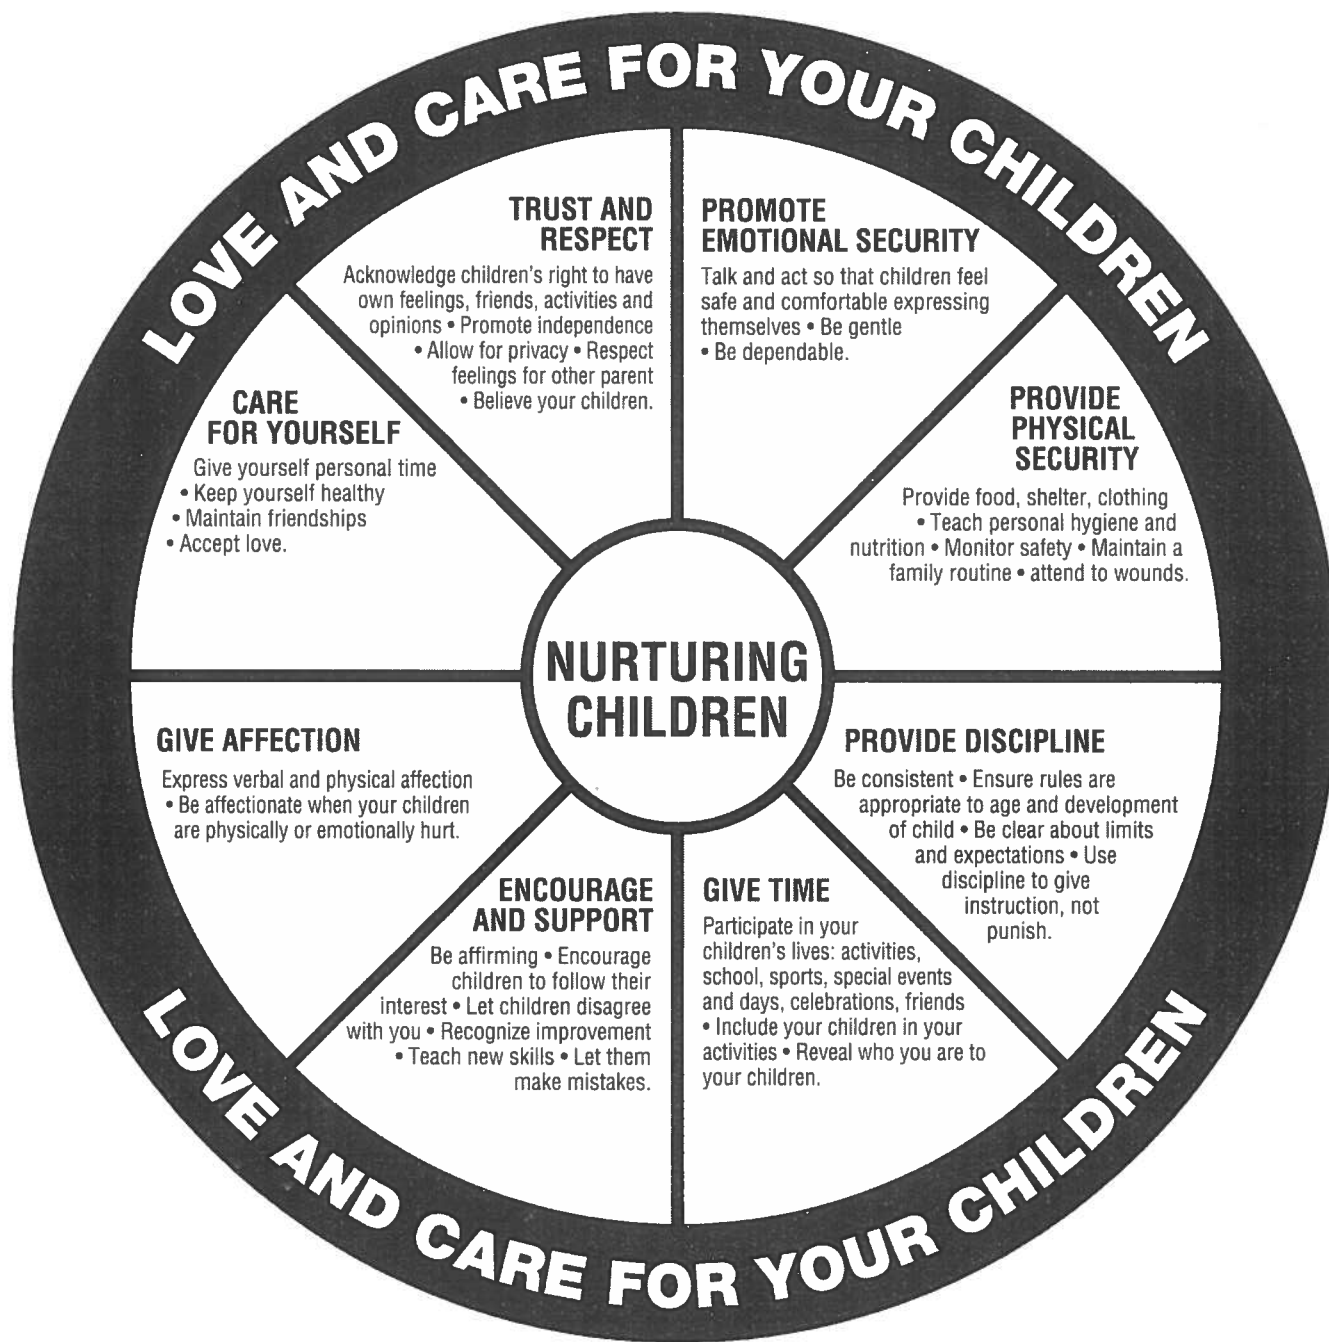 LOVE AND CARE FOR YOUR CHILDREN
TRUST AND
RESPECT
Acknowledge children's right to have
own feelings, friends, activities and
opinions • Promote independence
• Allow for privacy • Respect
feelings for other parent
• Believe your children.
PROMOTE
EMOTIONAL SECURITY
Talk and act so that children feel
safe and comfortable expressing
themselves • Be gentle
• Be dependable.
PROVIDE
PHYSICAL
SECURITY
Provide food, shelter, clothing
• Teach personal hygiene and
nutrition • Monitor safety • Maintain a
family routine • attend to wounds.
PROVIDE DISCIPLINE
Be consistent • Ensure rules are
appropriate to age and development
of child • Be clear about limits
and expectations • Use
discipline to give
instruction, not
punish.
GIVE TIME
Participate in your
children's lives: activities,
school, sports, special events
and days, celebrations, friends
• Include your children in your
activities • Reveal who you are to
your children.
ENCOURAGE
AND SUPPORT
Be affirming • Encourage
children to follow their
interest • Let children disagree
with you • Recognize improvement
• Teach new skills • Let them
make mistakes.
GIVE AFFECTION
Express verbal and physical affection
• Be affectionate when your children
are physically or emotionally hurt.
CARE
FOR YOURSELF
Give yourself personal time
• Keep yourself healthy
• Maintain friendships
• Accept love.
NURTURING
CHILDREN
LOVE AND CARE FOR YOUR CHILDREN